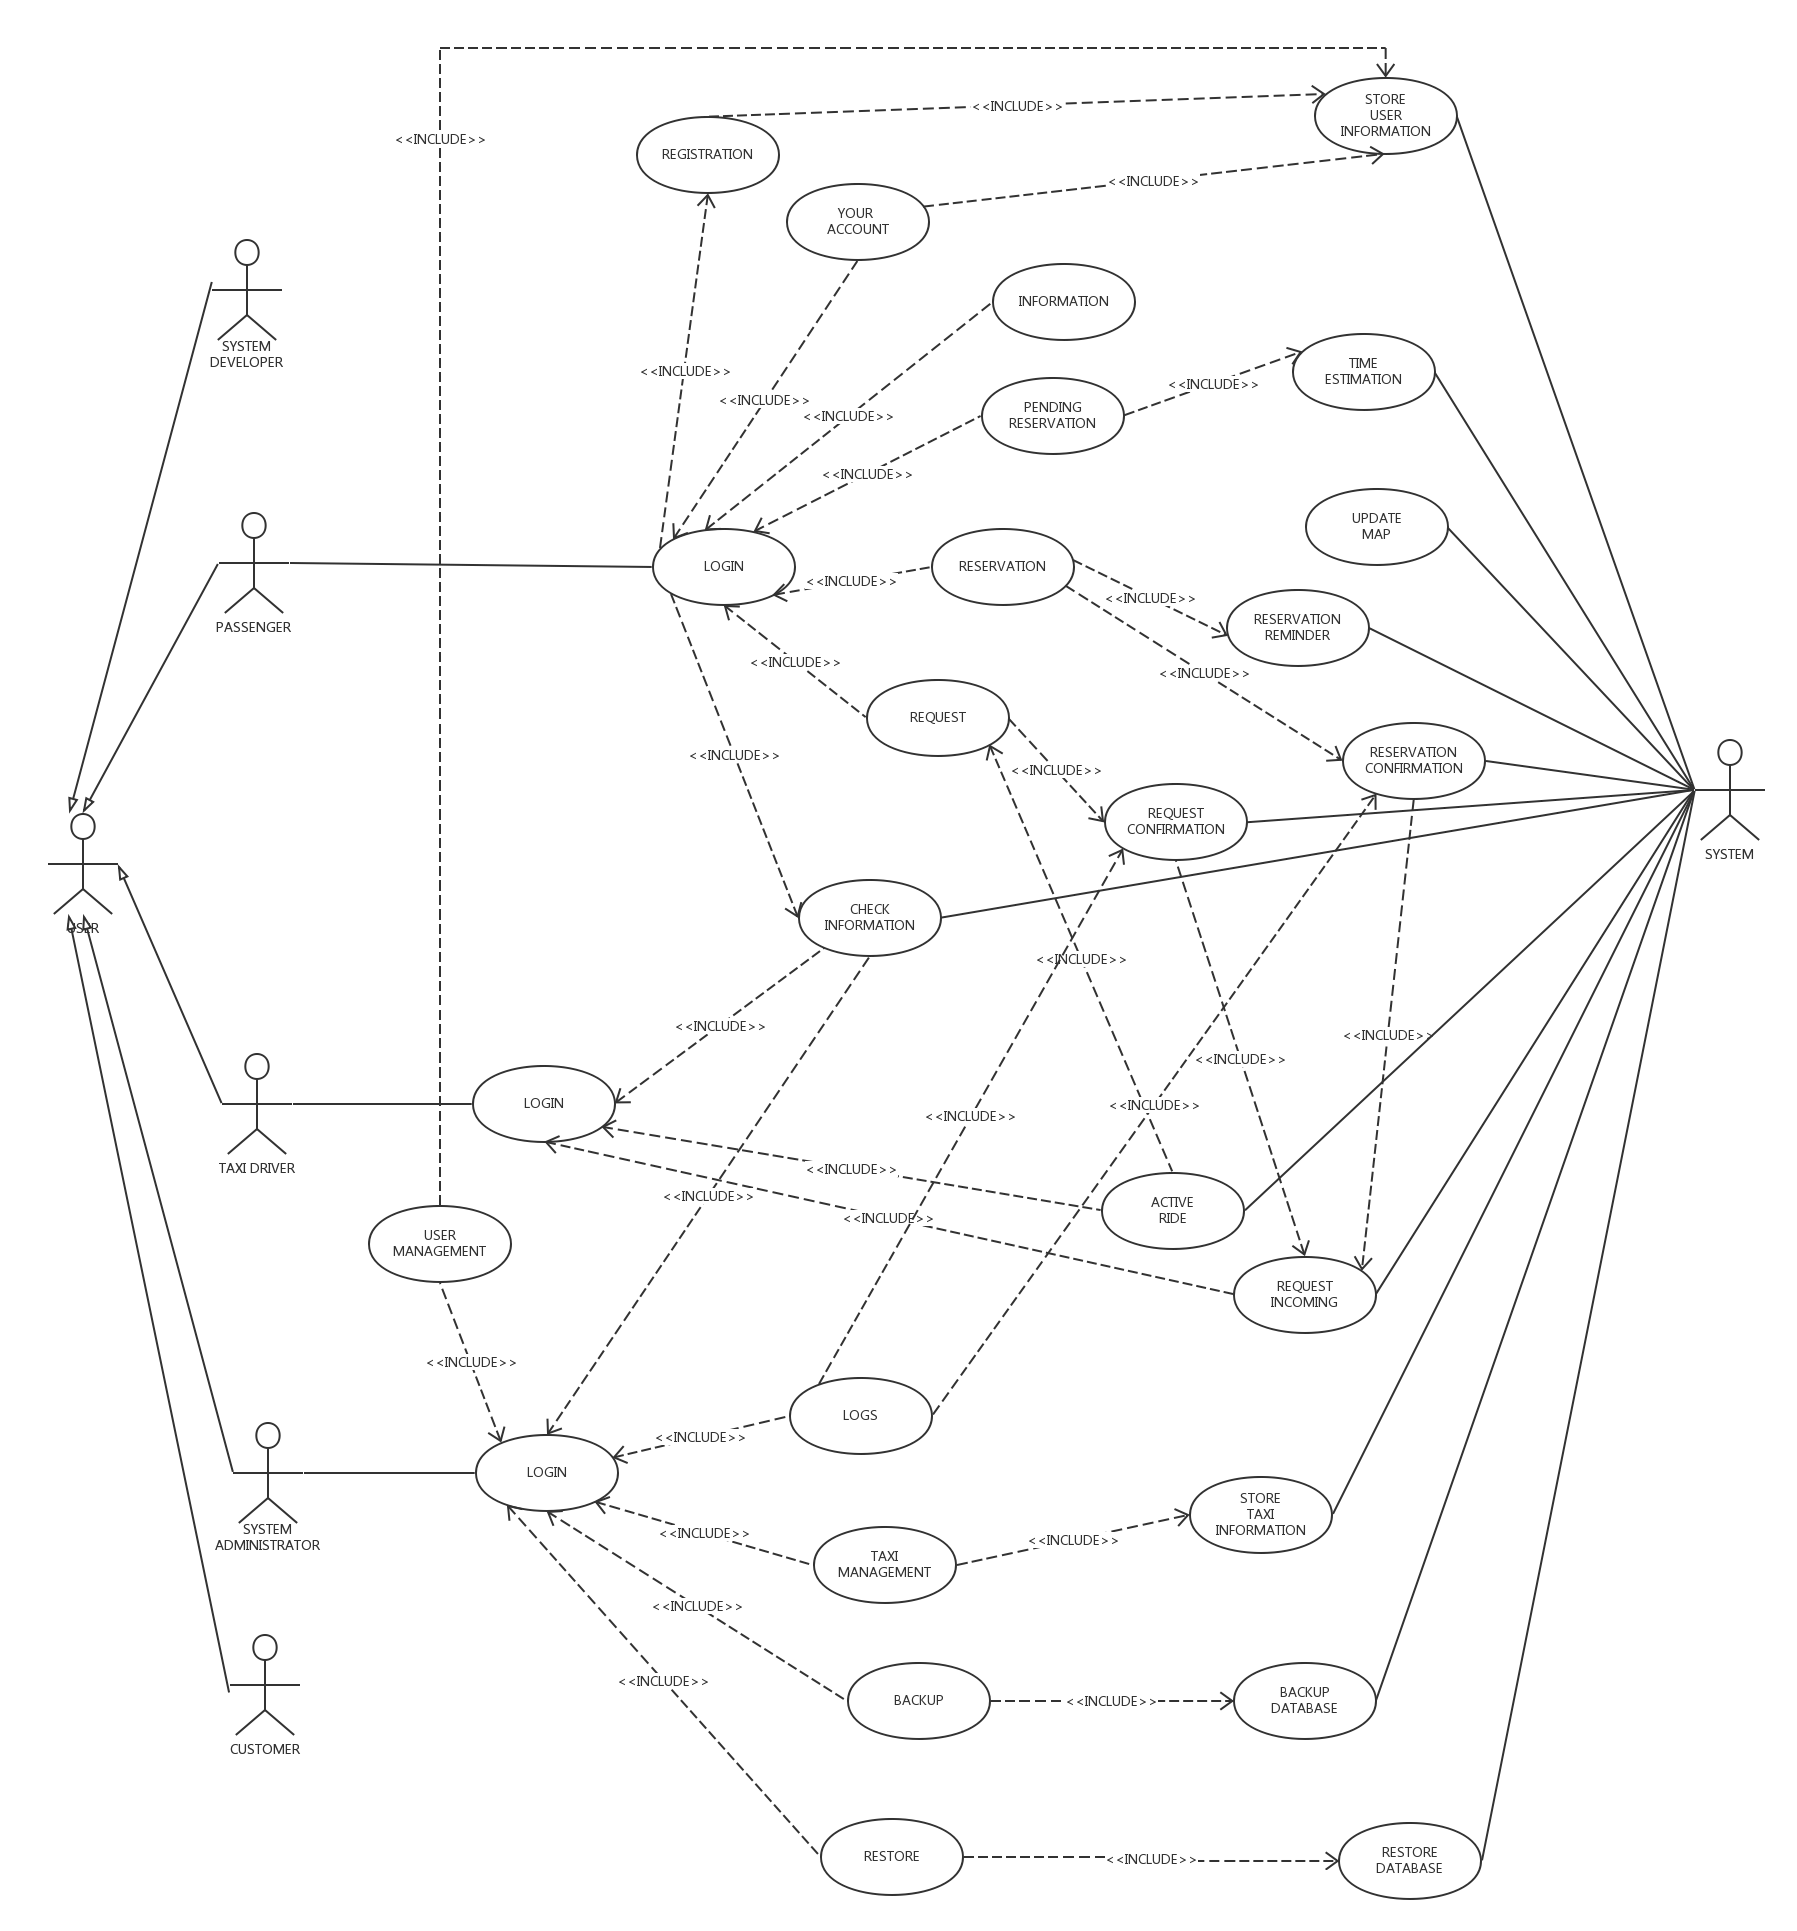 <<INCLUDE>>
STORE
USER
INFORMATION
<<INCLUDE>>
REGISTRATION
<<INCLUDE>>
YOUR
ACCOUNT
INFORMATION
SYSTEM
DEVELOPER
<<INCLUDE>>
<<INCLUDE>>
<<INCLUDE>>
PENDING
RESERVATION
<<INCLUDE>>
TIME
ESTIMATION
<<INCLUDE>>
UPDATE
MAP
LOGIN
<<INCLUDE>>
RESERVATION
<<INCLUDE>>
RESERVATION
REMINDER
PASSENGER
<<INCLUDE>>
<<INCLUDE>>
REQUEST
<<INCLUDE>>
<<INCLUDE>>
RESERVATION
CONFIRMATION
REQUEST
CONFIRMATION
SYSTEM
USER
CHECK
INFORMATION
<<INCLUDE>>
<<INCLUDE>>
<<INCLUDE>>
<<INCLUDE>>
LOGIN
<<INCLUDE>>
<<INCLUDE>>
TAXI DRIVER
<<INCLUDE>>
<<INCLUDE>>
<<INCLUDE>>
ACTIVE
RIDE
USER
MANAGEMENT
REQUEST
INCOMING
<<INCLUDE>>
LOGS
<<INCLUDE>>
LOGIN
SYSTEM
ADMINISTRATOR
<<INCLUDE>>
TAXI
MANAGEMENT
<<INCLUDE>>
STORE
TAXI
INFORMATION
<<INCLUDE>>
<<INCLUDE>>
BACKUP
<<INCLUDE>>
BACKUP
DATABASE
CUSTOMER
RESTORE
<<INCLUDE>>
RESTORE
DATABASE